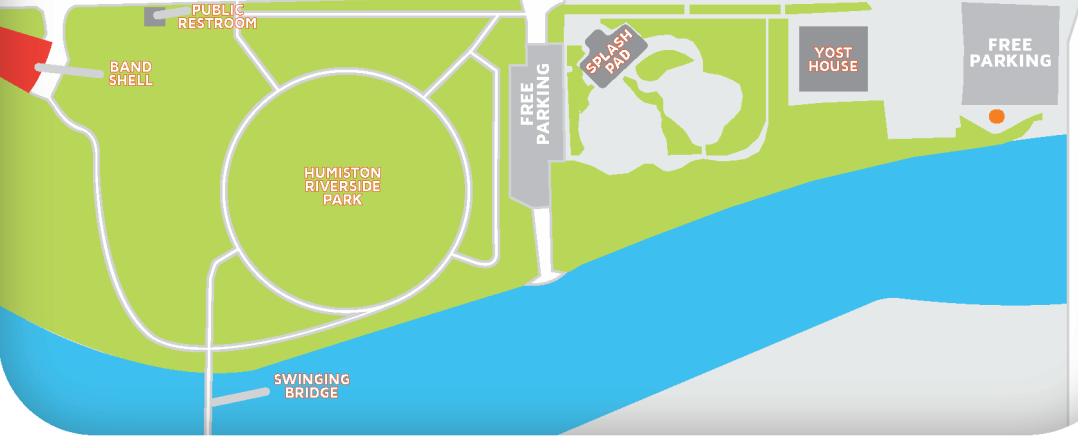 PUBLIC
RESTROOM
BAND
SHELL
HUMISTON
RIVERSIDE
PARK
FREE
PARKING
SPLASH
PAD
YOST
HOUSE
FREE
PARKING
SWINGING
BRIDGE